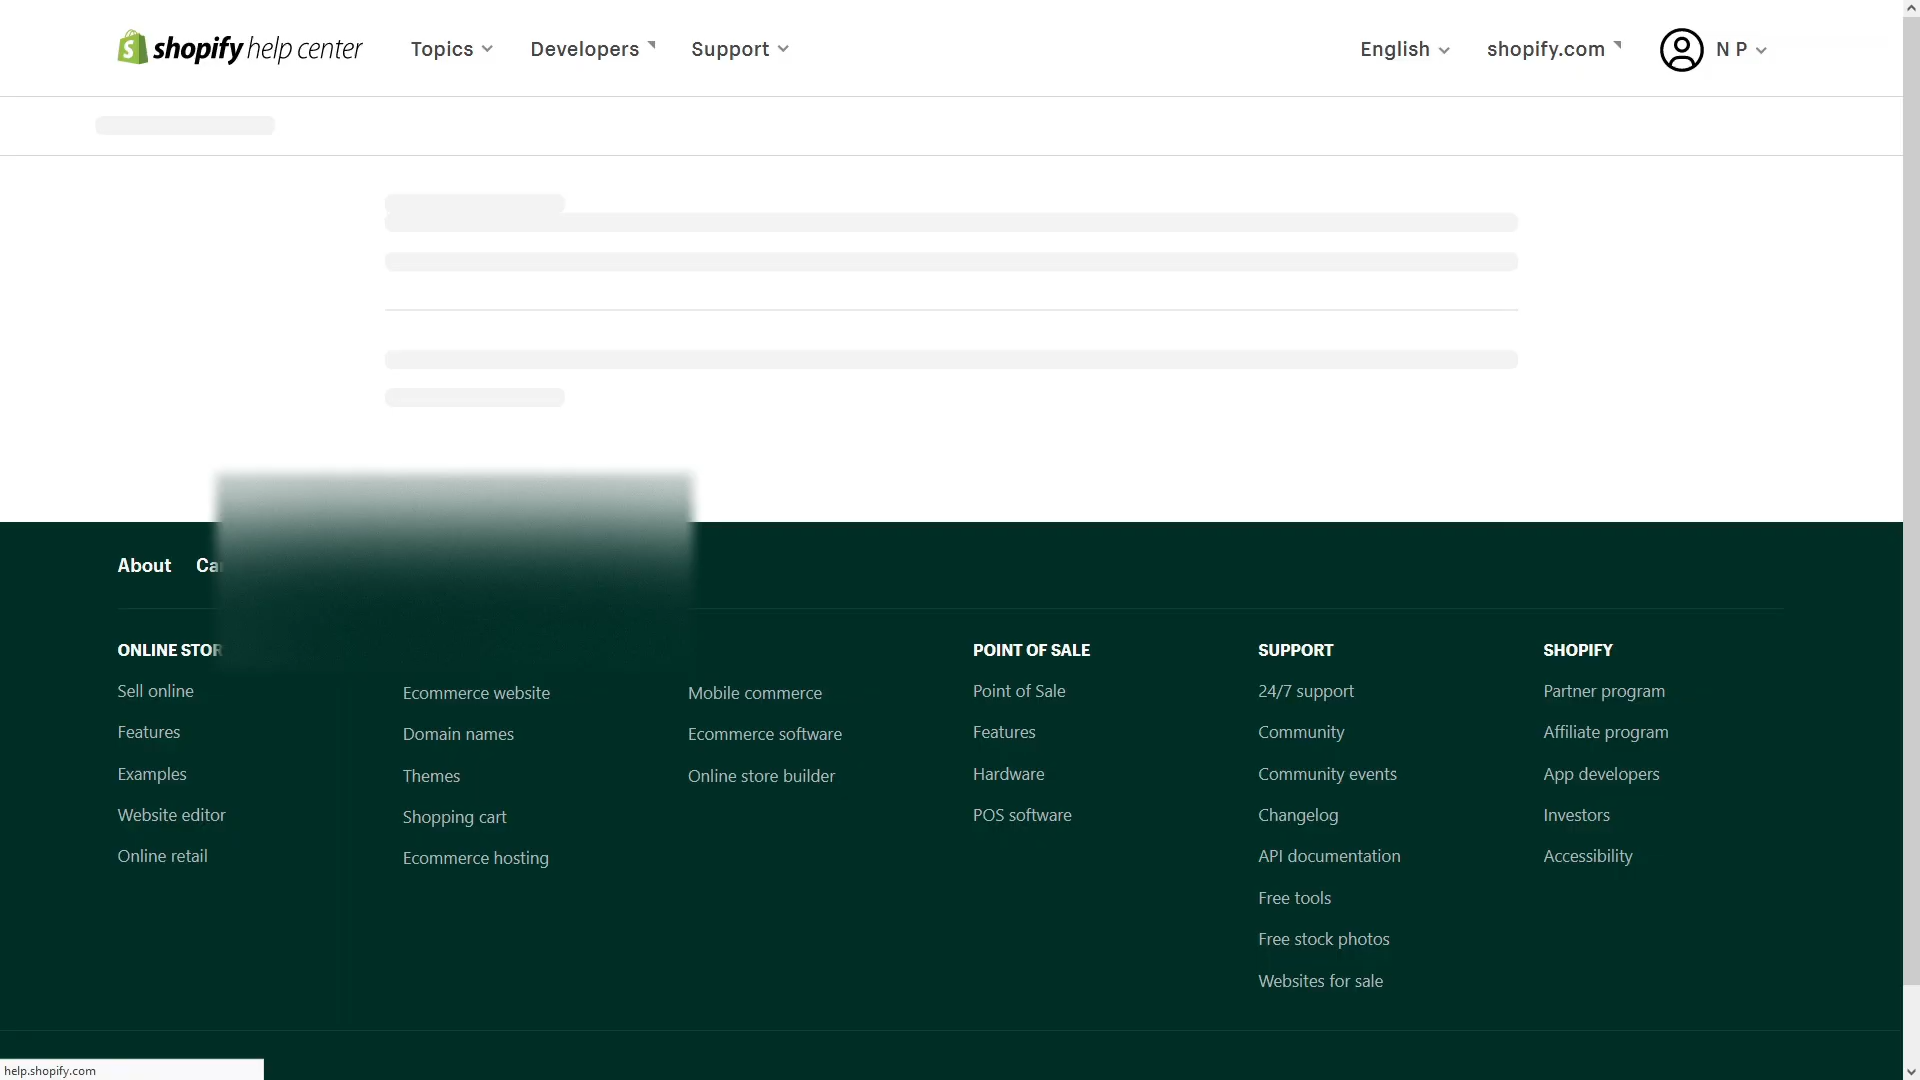 shopify help center Topics Developers Support English shopify.com N P
About
ONLINE STOR POINT OF SALE SUPPORT SHOPIFY
Sell online Ecommerce website Mobile commerce Point of Sale 24/7 support Partner program
Features Domain names Ecommerce software Features Community Affiliate program
Examples Themes Online store builder Hardware Community events App developers
Website editor Shopping cart POS software Changelog Investors
Online retail Ecommerce hosting API documentation Accessibility
Free tools
Free stock photos
Websites for sale
help.shopify.com